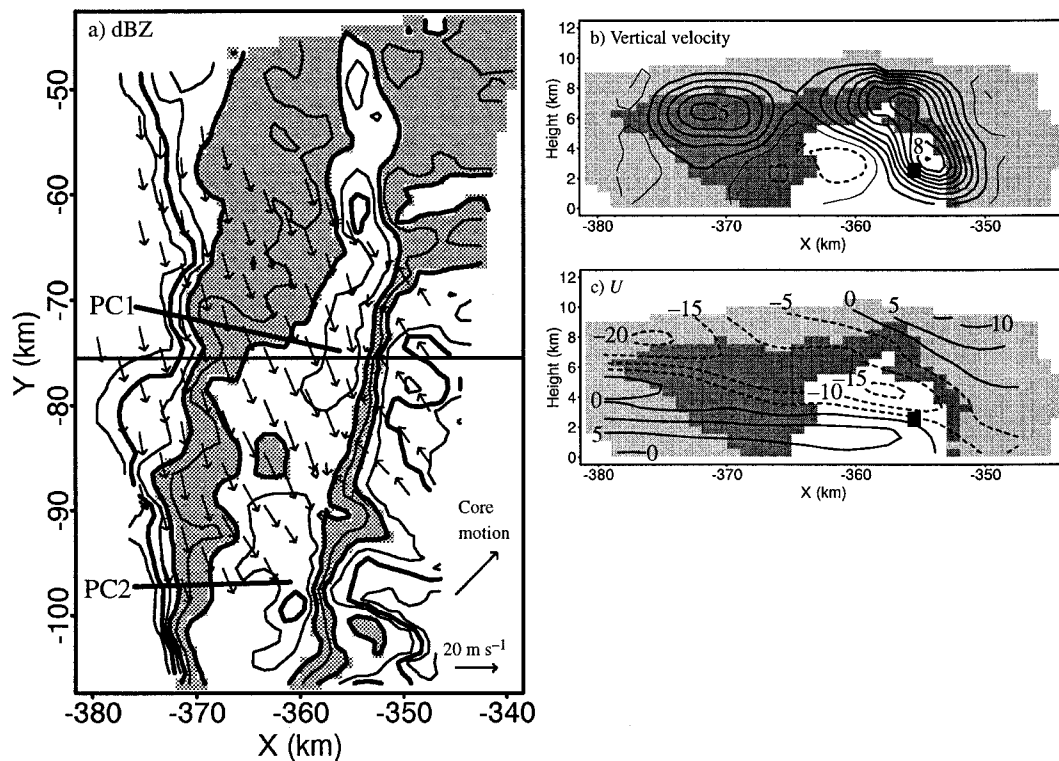 a) dBZ
-50
-60
-70
-80
-90
-100
Y (km)
PC1
PC2
Core
motion
20 m s⁻¹
-380 -370 -360 -350 -340
X (km)
b) Vertical velocity
12
10
8
6
4
2
0
Height (km)
5
8
-380 -370 -360 -350
X (km)
c) U
12
10
8
6
4
2
0
Height (km)
−20
−15
−5
0
5
10
−15
−10
0
5
0
-380 -370 -360 -350
X (km)